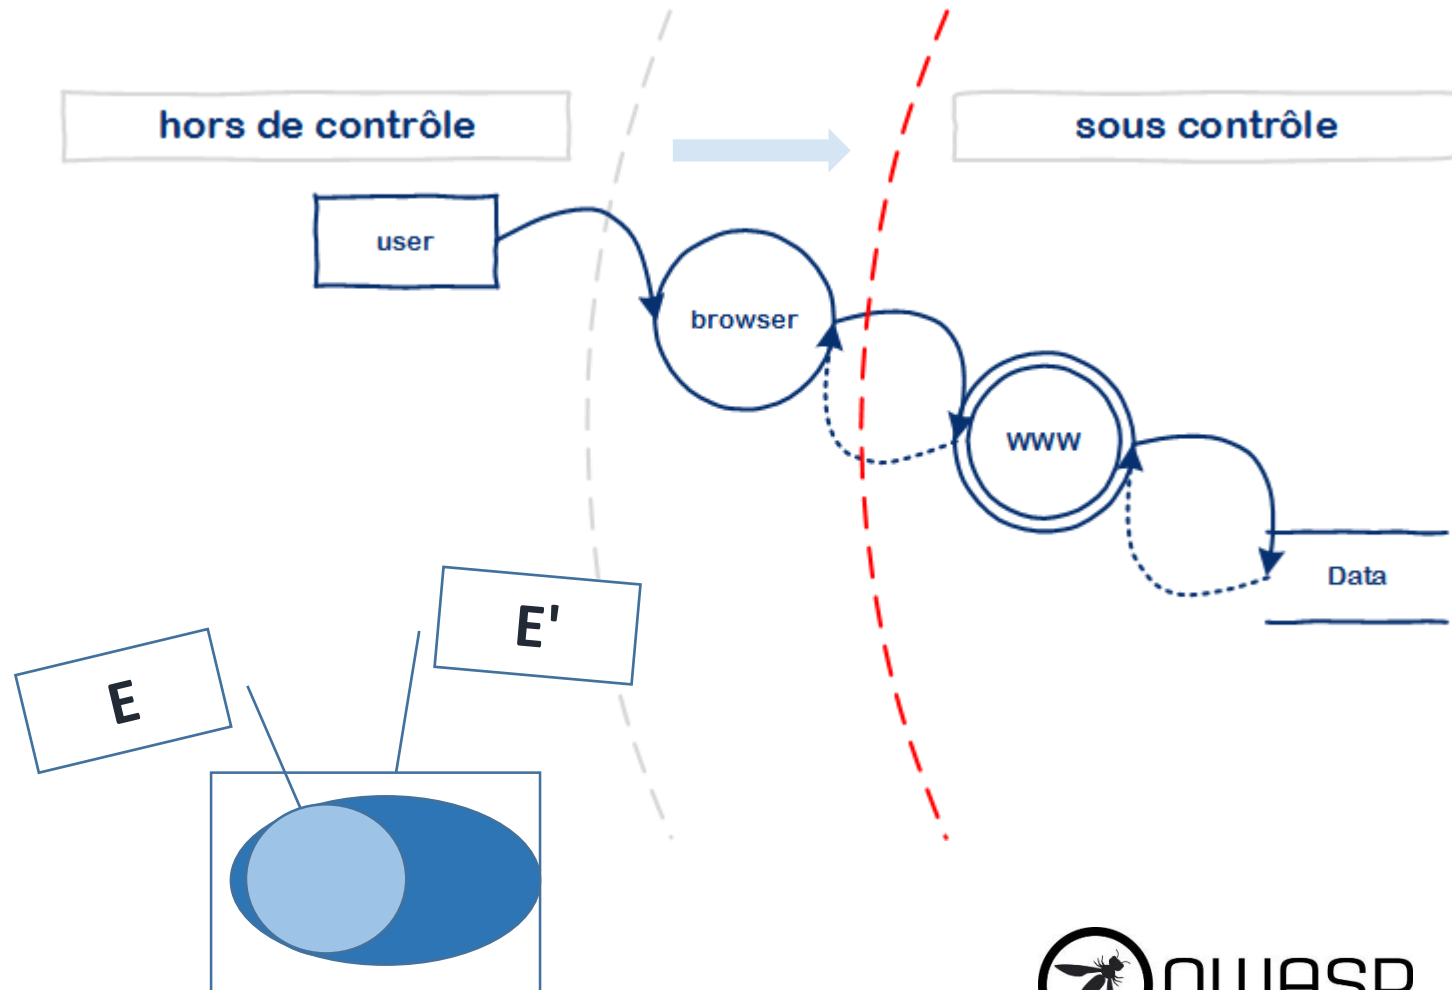 hors de contrôle
sous contrôle
user
browser
www
Data
E'
E
OWASP